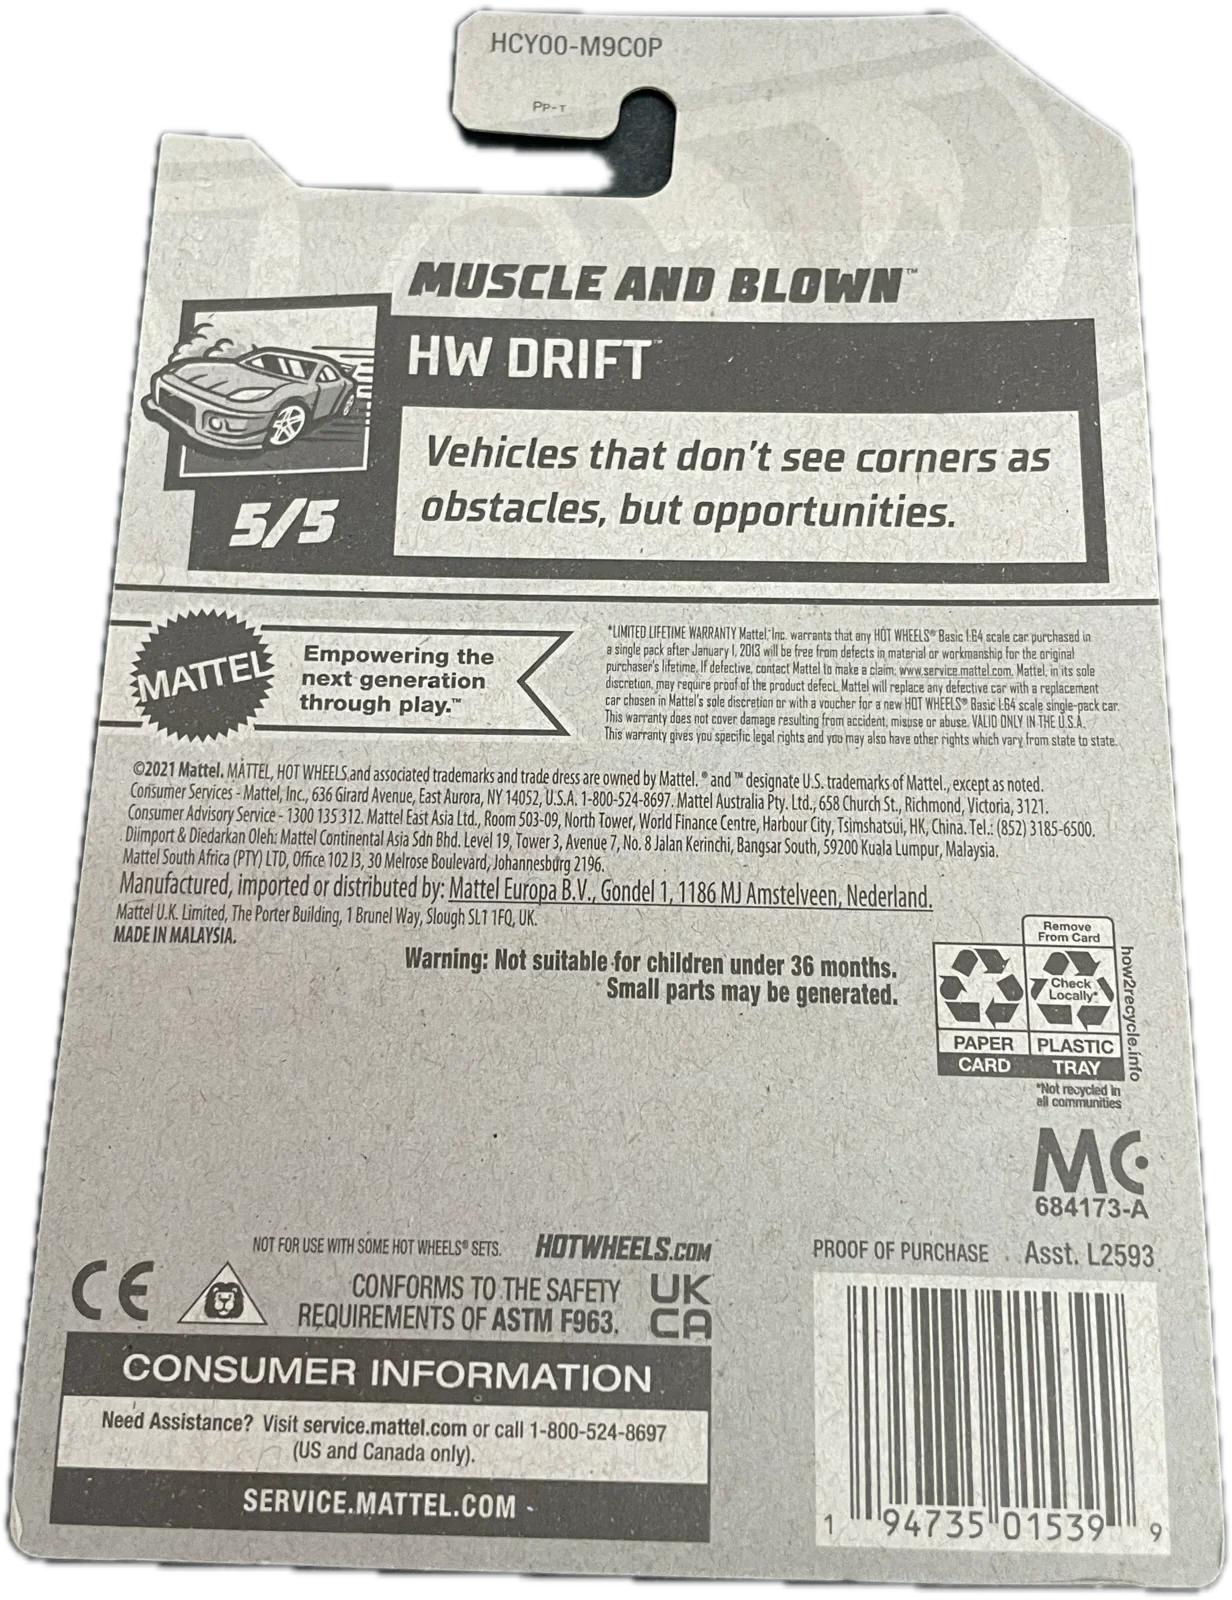 HCY00-M9C0P
PP-T
MUSCLE AND BLOWN™
HW DRIFT™
Vehicles that don't see corners as
obstacles, but opportunities.
5/5
MATTEL
Empowering the
next generation
through play.™
*LIMITED LIFETIME WARRANTY Mattel, Inc. warrants that any HOT WHEELS® Basic 1:64 scale car purchased in
a single pack after January 1, 2013 will be free from defects in material or workmanship for the original
purchaser's lifetime. If defective, contact Mattel to make a claim, www.service.mattel.com. Mattel, in its sole
discretion, may require proof of the product defect. Mattel will replace any defective car with a replacement
car chosen in Mattel's sole discretion or with a voucher for a new HOT WHEELS® Basic 1:64 scale single-pack car.
This warranty does not cover damage resulting from accident, misuse or abuse. VALID ONLY IN THE U.S.A.
This warranty gives you specific legal rights and you may also have other rights which vary from state to state.
©2021 Mattel. MATTEL, HOT WHEELS and associated trademarks and trade dress are owned by Mattel. ® and ™ designate U.S. trademarks of Mattel., except as noted.
Consumer Services - Mattel, Inc., 636 Girard Avenue, East Aurora, NY 14052, U.S.A. 1-800-524-8697. Mattel Australia Pty. Ltd., 658 Church St., Richmond, Victoria, 3121.
Consumer Advisory Service - 1300 135 312. Mattel East Asia Ltd., Room 503-09, North Tower, World Finance Centre, Harbour City, Tsimshatsui, HK, China. Tel.: (852) 3185-6500.
Diimport & Diedarkan Oleh: Mattel Continental Asia Sdn Bhd. Level 19, Tower 3, Avenue 7, No. 8 Jalan Kerinchi, Bangsar South, 59200 Kuala Lumpur, Malaysia.
Mattel South Africa (PTY) LTD, Office 102 I3, 30 Melrose Boulevard, Johannesburg 2196.
Manufactured, imported or distributed by: Mattel Europa B.V., Gondel 1, 1186 MJ Amstelveen, Nederland.
Mattel U.K. Limited, The Porter Building, 1 Brunel Way, Slough SL1 1FQ, UK.
MADE IN MALAYSIA.
Warning: Not suitable for children under 36 months.
Small parts may be generated.
Remove
From Card
Check
Locally*
PAPER
PLASTIC
CARD
TRAY
how2recycle.info
*Not recycled in
all communities
MC
684173-A
NOT FOR USE WITH SOME HOT WHEELS® SETS.
HOTWHEELS.COM
PROOF OF PURCHASE
Asst. L2593
CE
CONFORMS TO THE SAFETY
REQUIREMENTS OF ASTM F963.
UK
CA
CONSUMER INFORMATION
Need Assistance? Visit service.mattel.com or call 1-800-524-8697
(US and Canada only).
SERVICE.MATTEL.COM
1 94735 01539 9